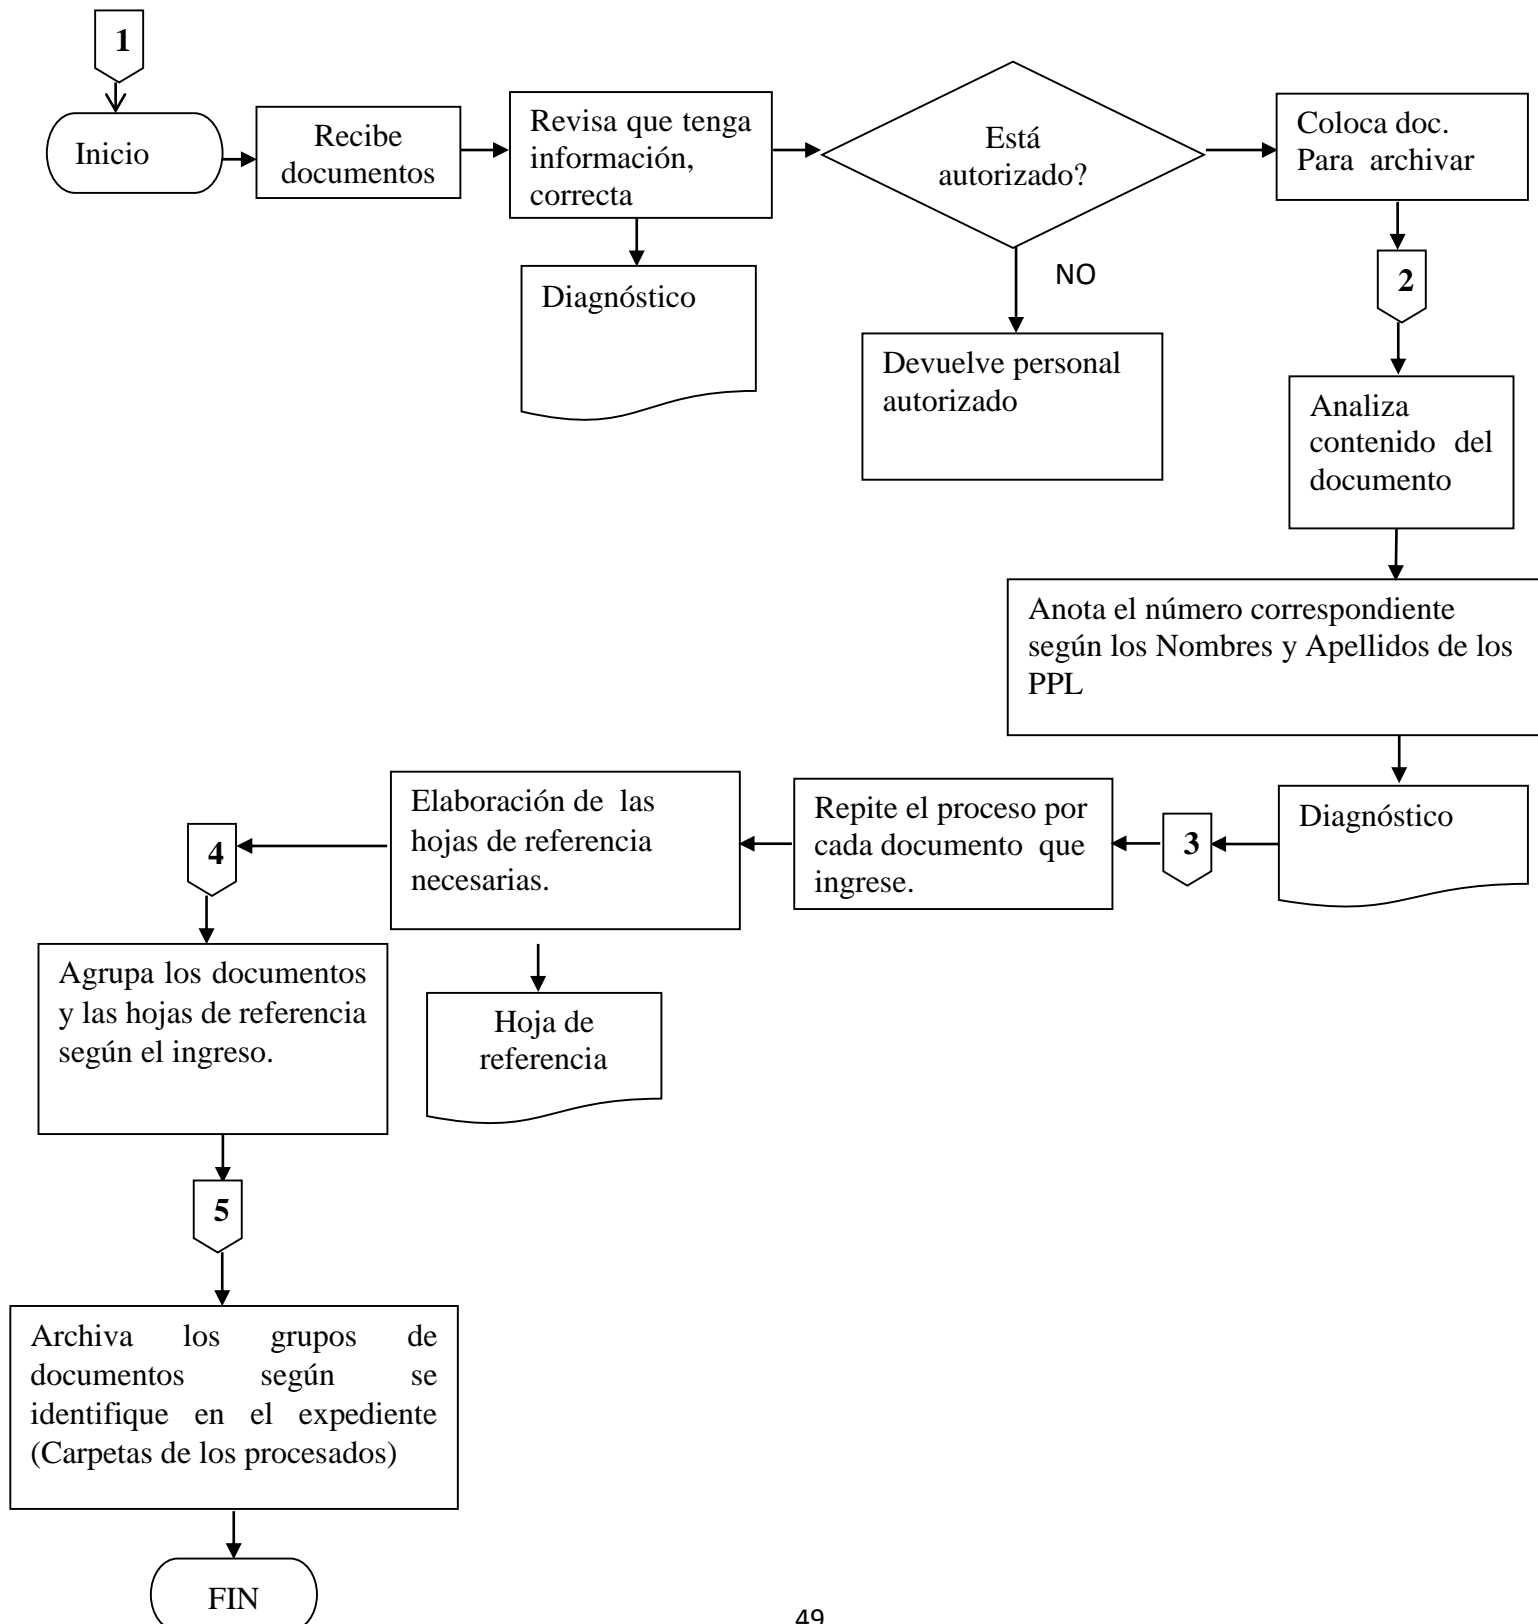 1
Inicio
Recibe
documentos
Revisa que tenga
información,
correcta
Diagnóstico
Está
autorizado?
NO
Devuelve personal
autorizado
Coloca doc.
Para archivar
2
Analiza
contenido del
documento
Anota el número correspondiente
según los Nombres y Apellidos de los
PPL
Diagnóstico
3
Repite el proceso por
cada documento que
ingrese.
Elaboración de las
hojas de referencia
necesarias.
Hoja de
referencia
4
Agrupa los documentos
y las hojas de referencia
según el ingreso.
5
Archiva los grupos de
documentos según se
identifique en el expediente
(Carpetas de los procesados)
FIN
49